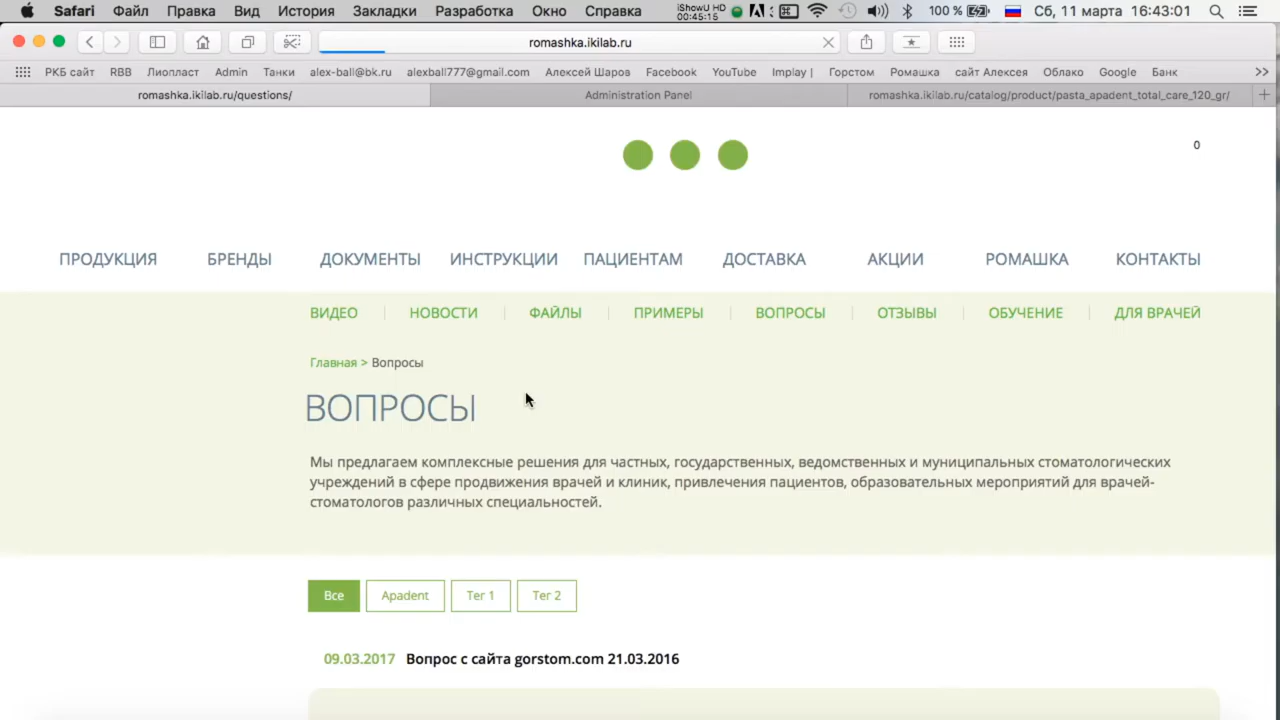 Safari Файл Правка Вид История Закладки Разработка Окно Справка iShowU HD 00:45:15 100 % Сб, 11 марта 16:43:01
romashka.ikilab.ru
РКБ сайт RBB Лиопласт Admin Танки alex-ball@bk.ru alexball777@gmail.com Алексей Шаров Facebook YouTube Implay | Горстом Ромашка сайт Алексея Облако Google Банк
romashka.ikilab.ru/questions/ Administration Panel romashka.ikilab.ru/catalog/product/pasta_apadent_total_care_120_gr/
0
ПРОДУКЦИЯ БРЕНДЫ ДОКУМЕНТЫ ИНСТРУКЦИИ ПАЦИЕНТАМ ДОСТАВКА АКЦИИ РОМАШКА КОНТАКТЫ
ВИДЕО НОВОСТИ ФАЙЛЫ ПРИМЕРЫ ВОПРОСЫ ОТЗЫВЫ ОБУЧЕНИЕ ДЛЯ ВРАЧЕЙ
Главная > Вопросы
ВОПРОСЫ
Мы предлагаем комплексные решения для частных, государственных, ведомственных и муниципальных стоматологических
учреждений в сфере продвижения врачей и клиник, привлечения пациентов, образовательных мероприятий для врачей-
стоматологов различных специальностей.
Все Apadent Тег 1 Тег 2
09.03.2017 Вопрос с сайта gorstom.com 21.03.2016